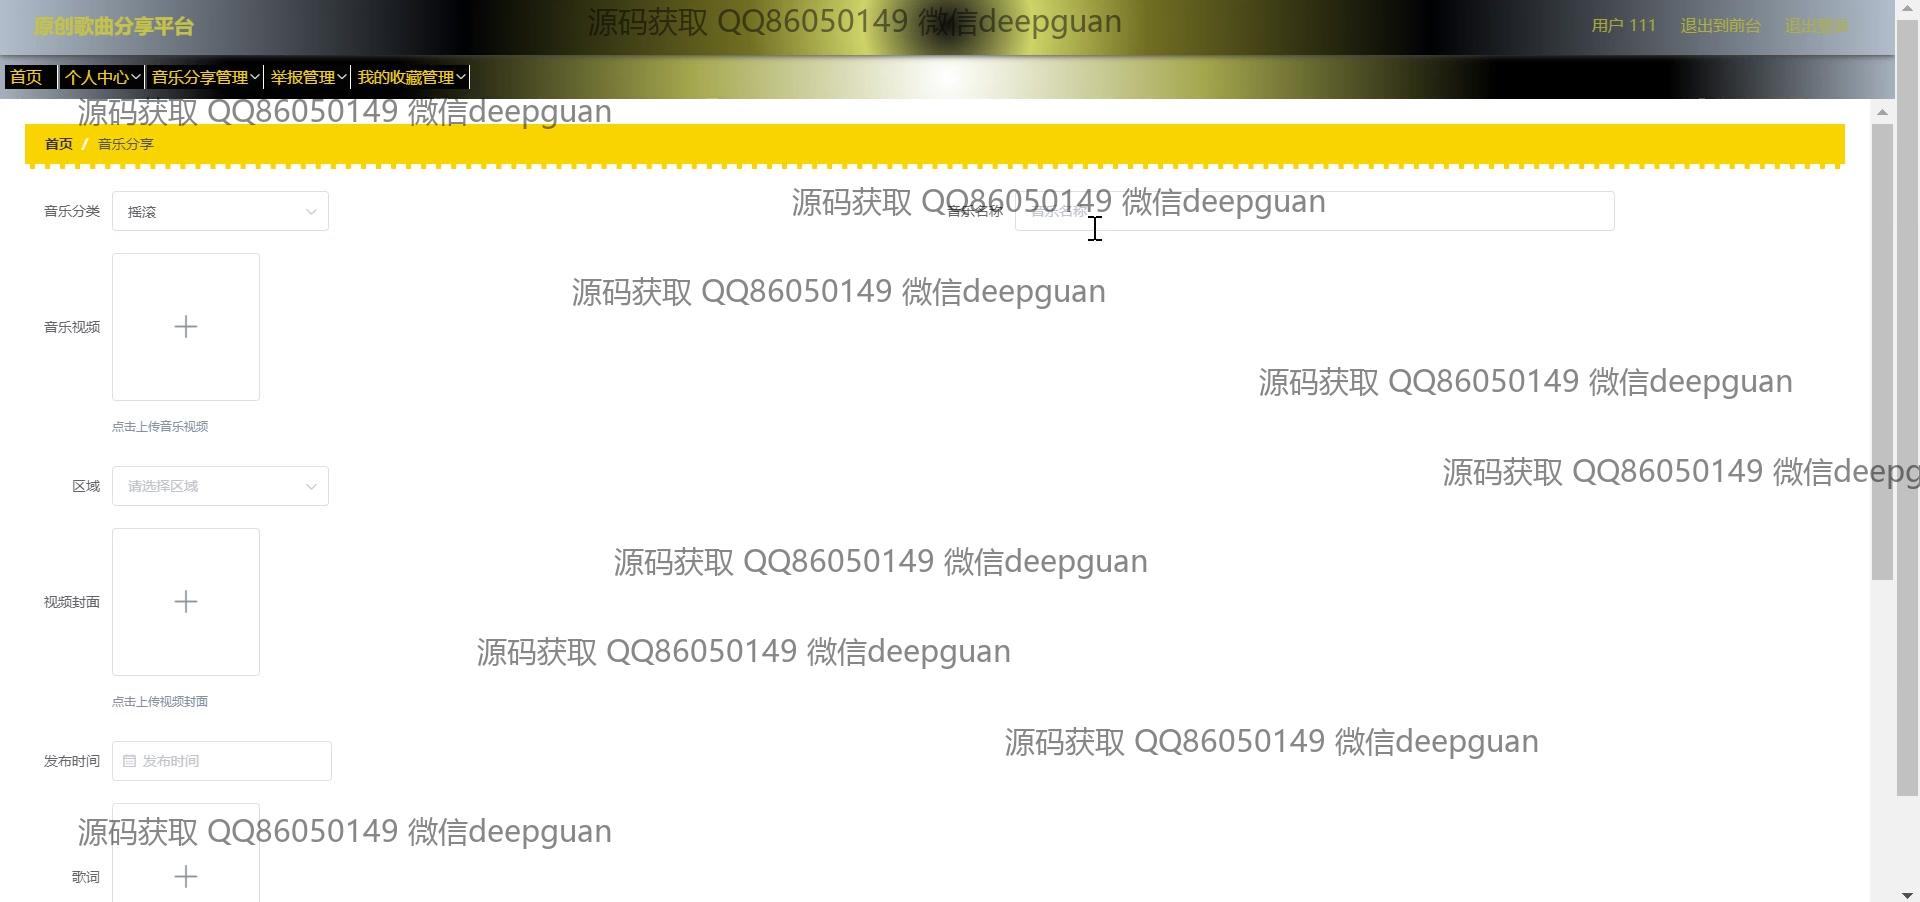 原创歌曲分享平台
源码获取 QQ86050149 微信deepguan
用户 111 退出到前台 退出登录
首页 个人中心 音乐分享管理 举报管理 我的收藏管理
源码获取 QQ86050149 微信deepguan
首页 / 音乐分享
源码获取 QQ86050149 微信deepguan
音乐分类 摇滚 音乐名称 音乐名称
源码获取 QQ86050149 微信deepguan
音乐视频
源码获取 QQ86050149 微信deepguan
点击上传音乐视频
源码获取 QQ86050149 微信deepg
区域 请选择区域
源码获取 QQ86050149 微信deepguan
视频封面
源码获取 QQ86050149 微信deepguan
点击上传视频封面
源码获取 QQ86050149 微信deepguan
发布时间 发布时间
源码获取 QQ86050149 微信deepguan
歌词